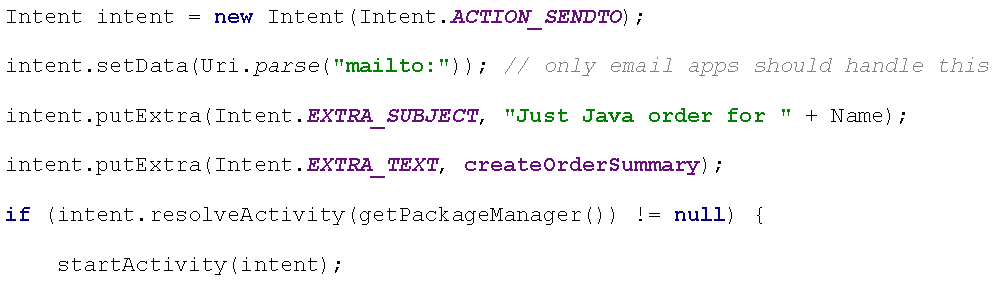 Intent intent = new Intent(Intent.ACTION_SENDTO);
intent.setData(Uri.parse("mailto:")); // only email apps should handle this
intent.putExtra(Intent.EXTRA_SUBJECT, "Just Java order for " + Name);
intent.putExtra(Intent.EXTRA_TEXT, createOrderSummary);
if (intent.resolveActivity(getPackageManager()) != null) {
    startActivity(intent);